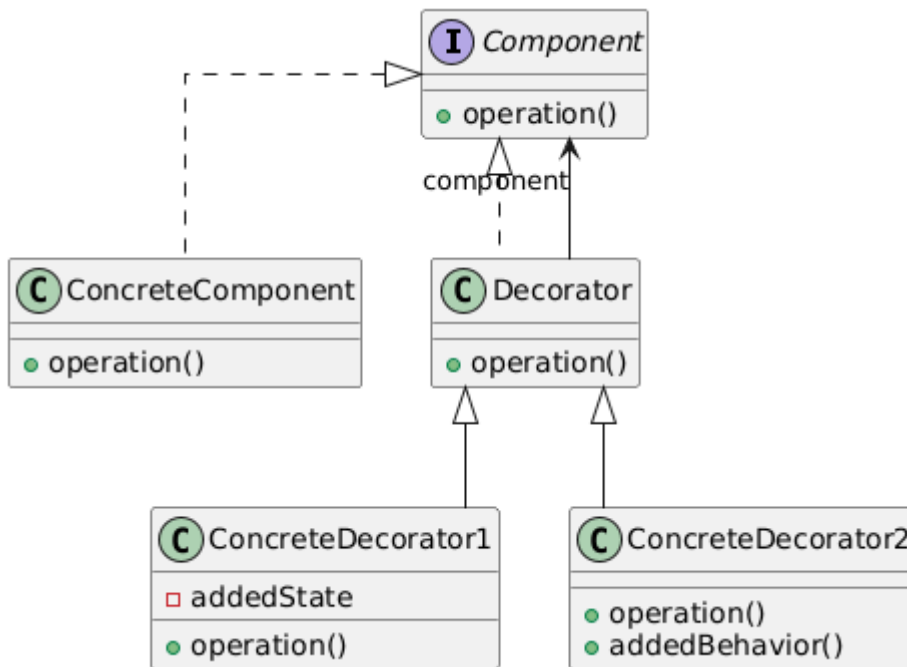 I Component
operation()
component
C ConcreteComponent
operation()
C Decorator
operation()
C ConcreteDecorator1
addedState
operation()
C ConcreteDecorator2
operation()
addedBehavior()